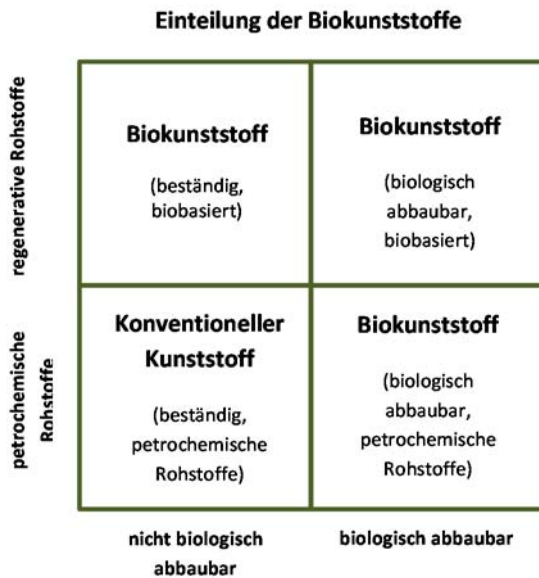 Einteilung der Biokunststoffe
regenerative Rohstoffe
Biokunststoff
(beständig,
biobasiert)
Biokunststoff
(biologisch
abbaubar,
biobasiert)
petrochemische
Rohstoffe
Konventioneller
Kunststoff
(beständig,
petrochemische
Rohstoffe)
Biokunststoff
(biologisch
abbaubar,
petrochemische
Rohstoffe)
nicht biologisch
abbaubar
biologisch abbaubar